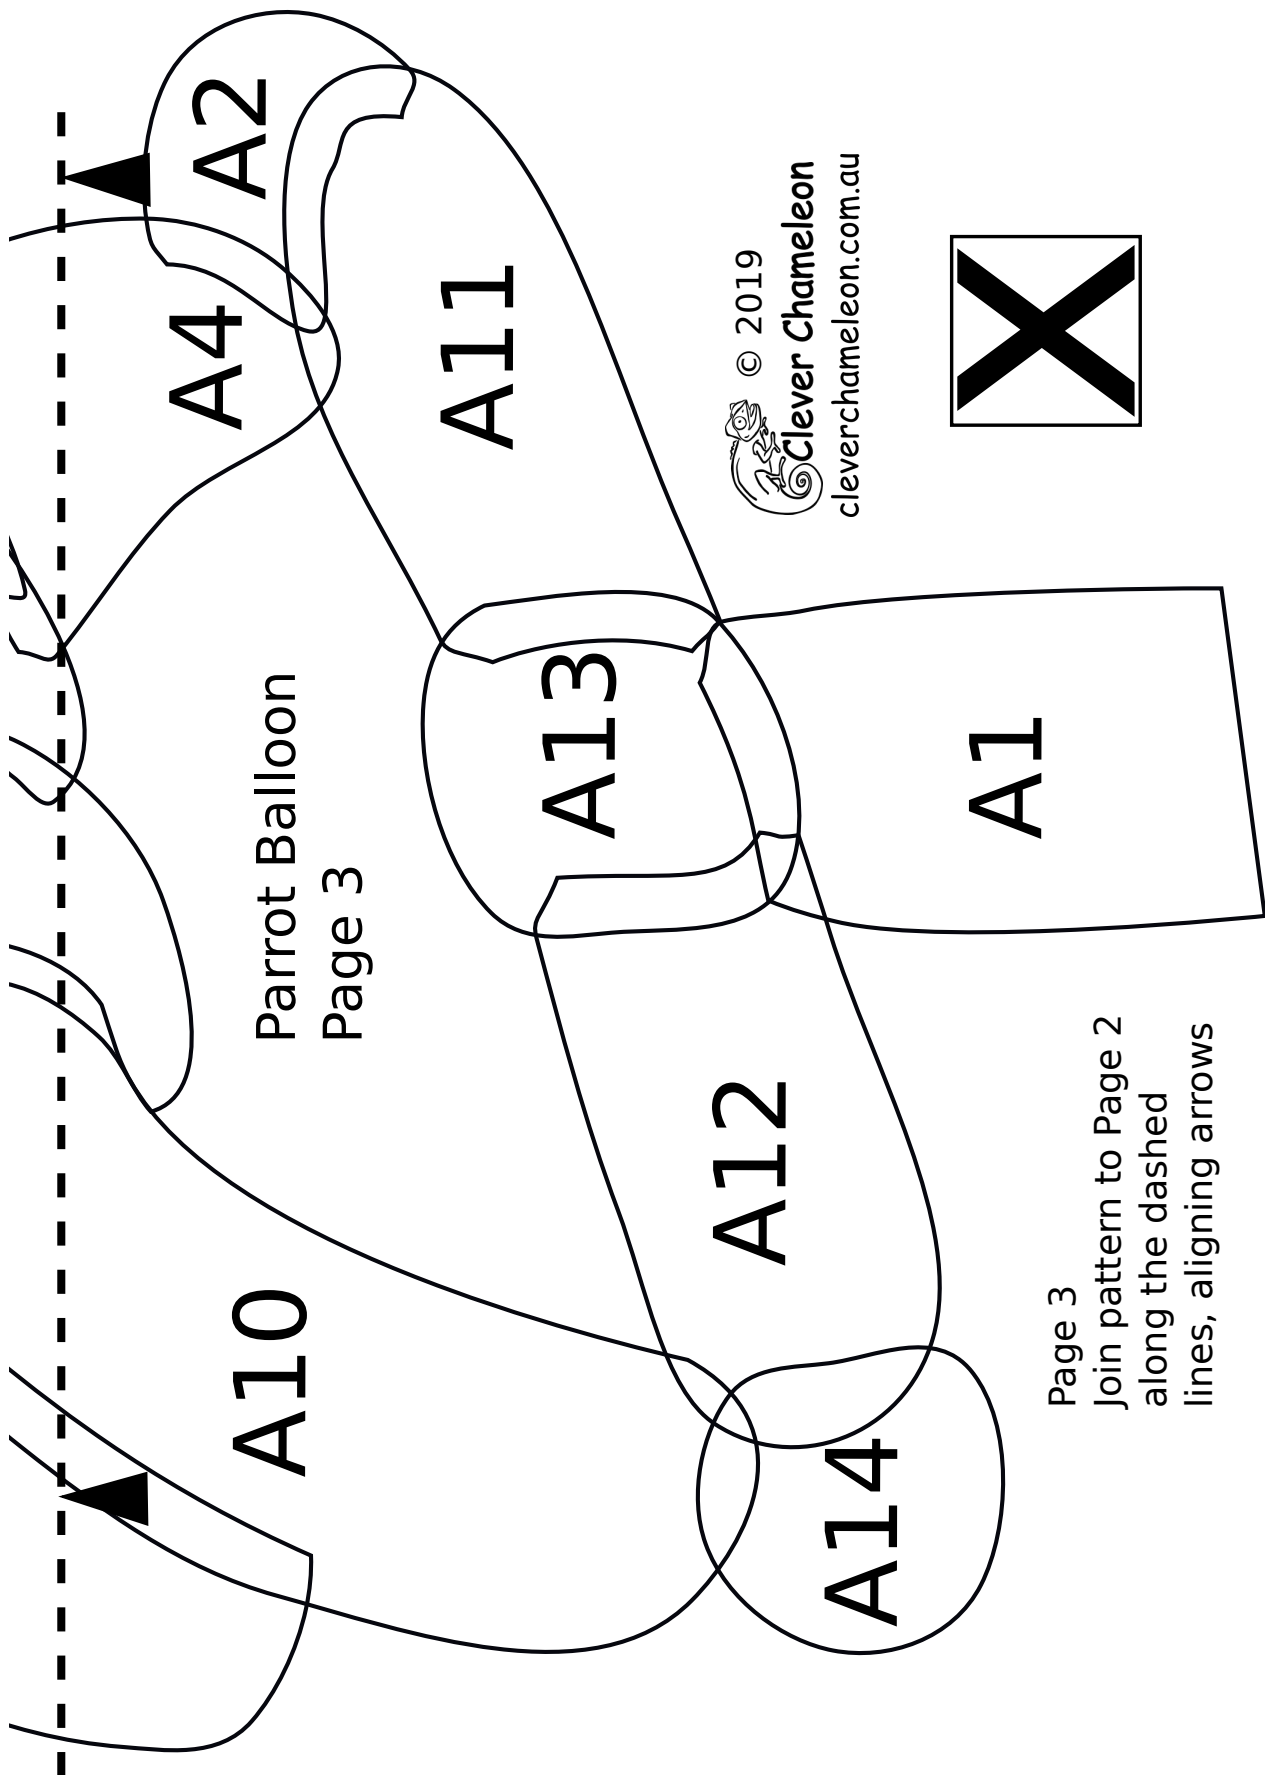 A2
A4
A11
Parrot Balloon
Page 3
A13
A10
A12
A14
A1
© 2019
Clever Chameleon
cleverchameleon.com.au
X
Page 3
Join pattern to Page 2
along the dashed
lines, aligning arrows